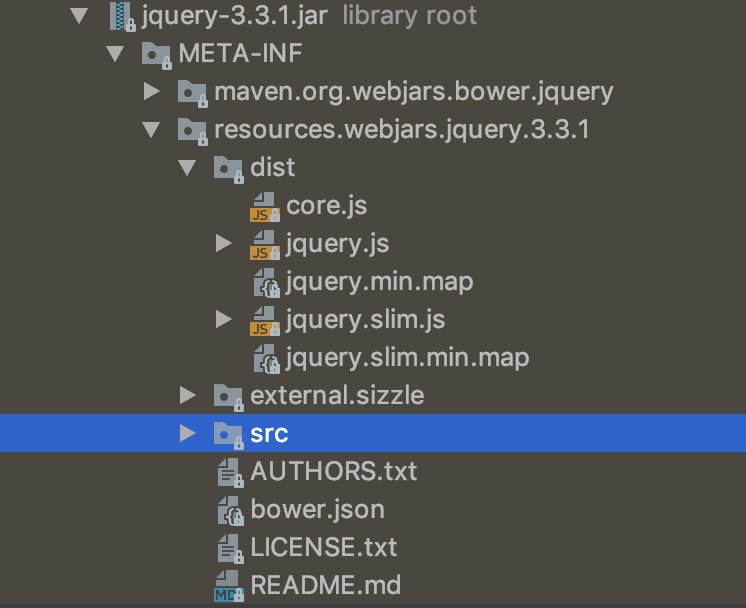 jquery-3.3.1.jar library root
META-INF
maven.org.webjars.bower.jquery
resources.webjars.jquery.3.3.1
dist
JS core.js
JS jquery.js
jquery.min.map
JS jquery.slim.js
jquery.slim.min.map
external.sizzle
src
AUTHORS.txt
bower.json
LICENSE.txt
MD README.md